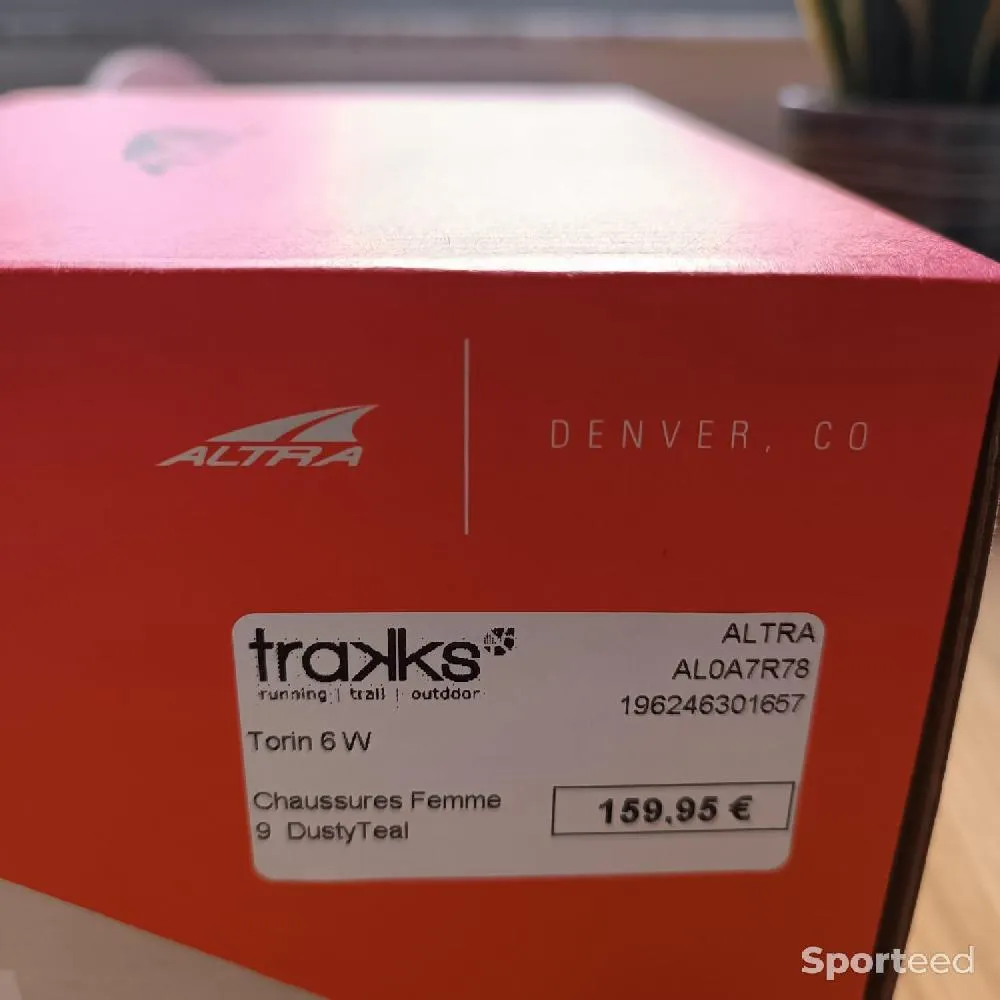 ALTRA
DENVER, CO
trakks
running | trail | outdoor
ALTRA
AL0A7R78
196246301657
Torin 6 W
Chaussures Femme
9 DustyTeal
159,95 €
Sporteed